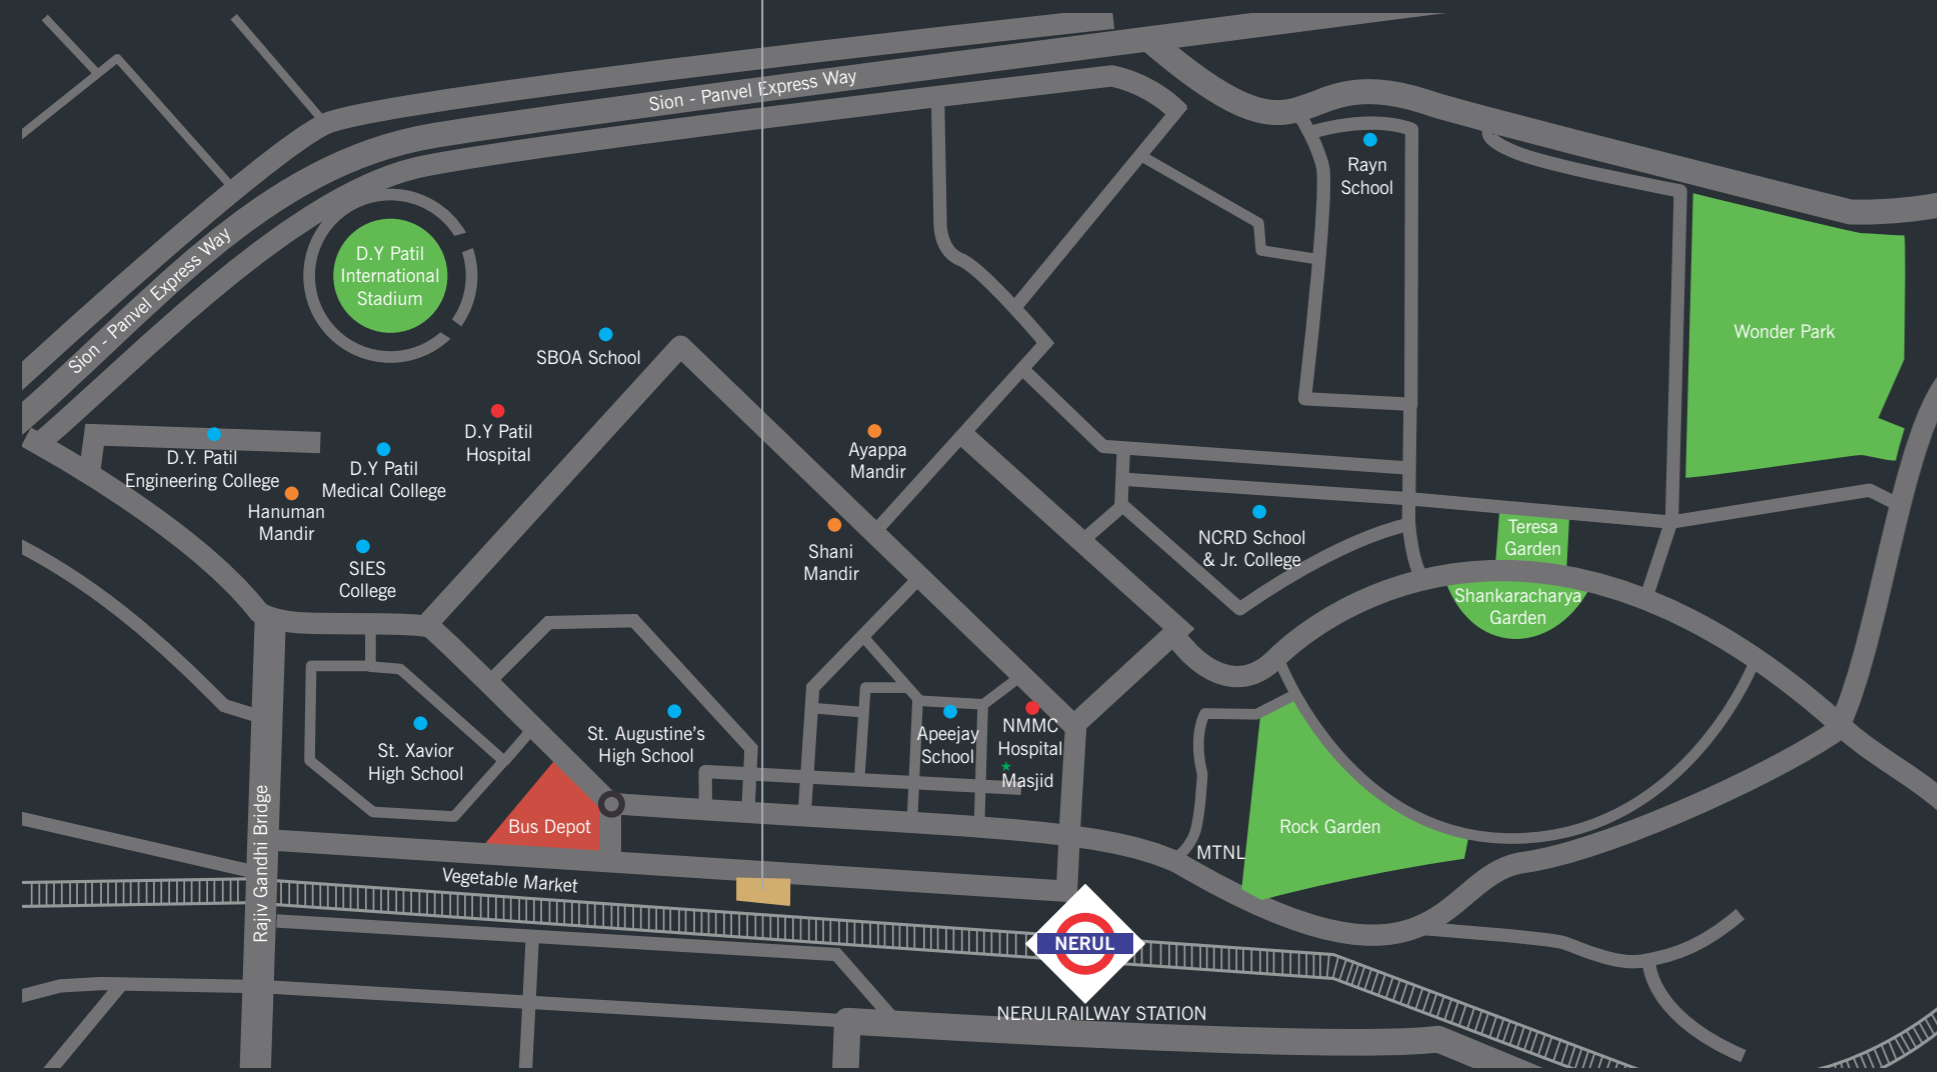 Sion - Panvel Express Way
Rayn
School
Sion - Panvel Express Way
D.Y Patil
International
Stadium
Wonder Park
SBOA School
D.Y Patil
Hospital
Ayappa
Mandir
D.Y. Patil
Engineering College
D.Y Patil
Medical College
Hanuman
Mandir
Teresa
Garden
NCRD School
& Jr. College
Shani
Mandir
SIES
College
Shankaracharya
Garden
St. Xavior
High School
St. Augustine's
High School
Apeejay
School
NMMC
Hospital
Masjid
Bus Depot
Rock Garden
MTNL
Rajiv Gandhi Bridge
Vegetable Market
NERUL
NERULRAILWAY STATION